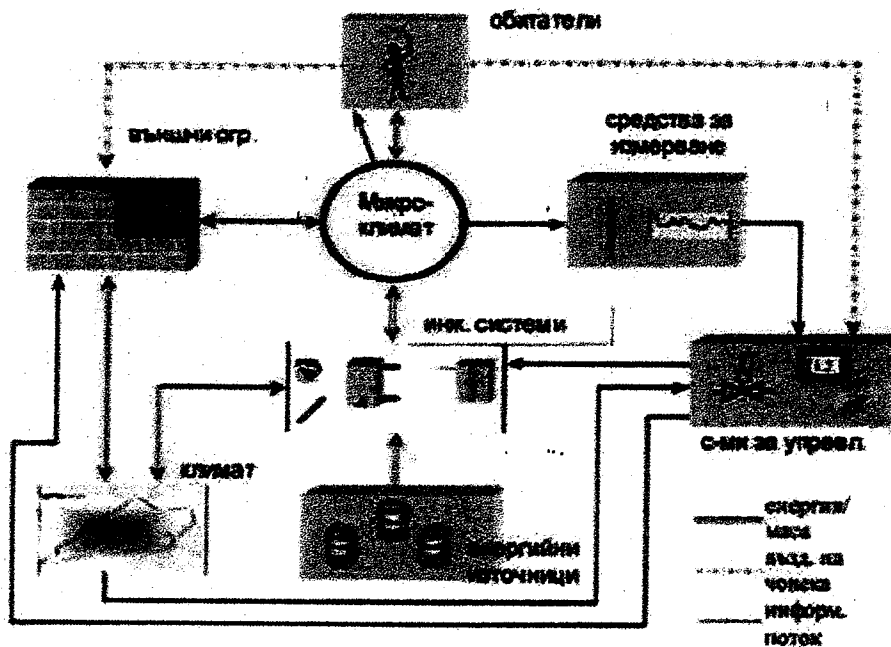 обитатели
външни огр.
средства за
измерване
Микро-
климат
инж. системи
с-ми за управл.
климат
енергийни
източници
енергия/
маса
възд. на
човека
информ.
поток